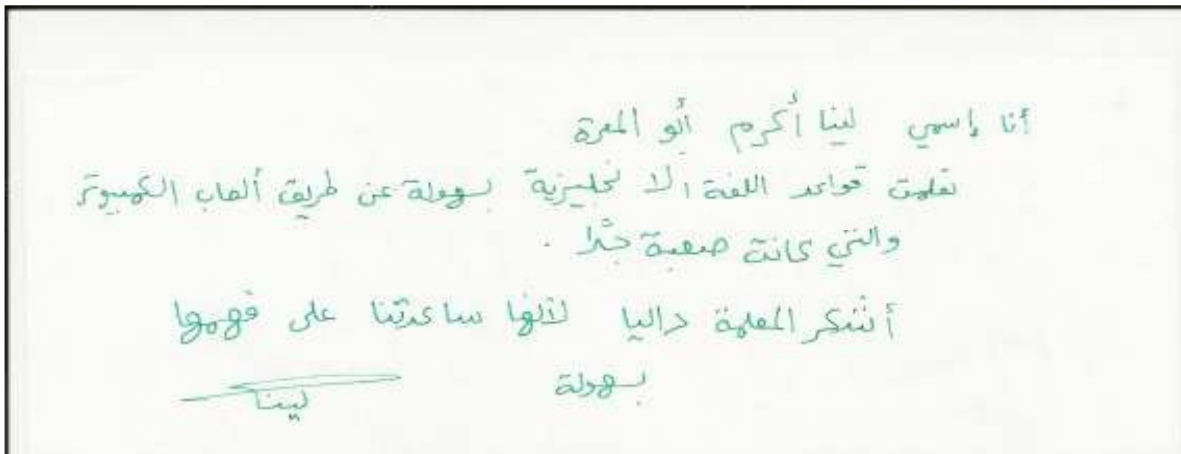 أنا إسمي لينا أكرم أبو المعزة
تعلمت قواعد اللغة الانجليزية بسهولة عن طريق ألعاب الكمبيوتر
والتي كانت صعبة جدًا .
أشكر المعلمة داليا لأنها ساعدتنا على فهمها
بسهولة
لينا